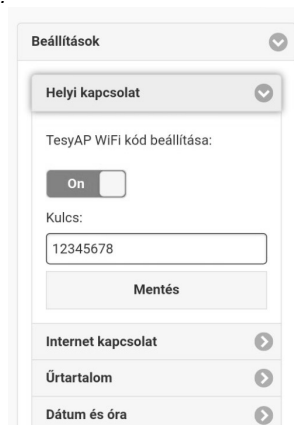 Beállítások
Helyi kapcsolat
TesyAP WiFi kód beállítása:
On
Kulcs:
12345678
Mentés
Internet kapcsolat
Űrtartalom
Dátum és óra